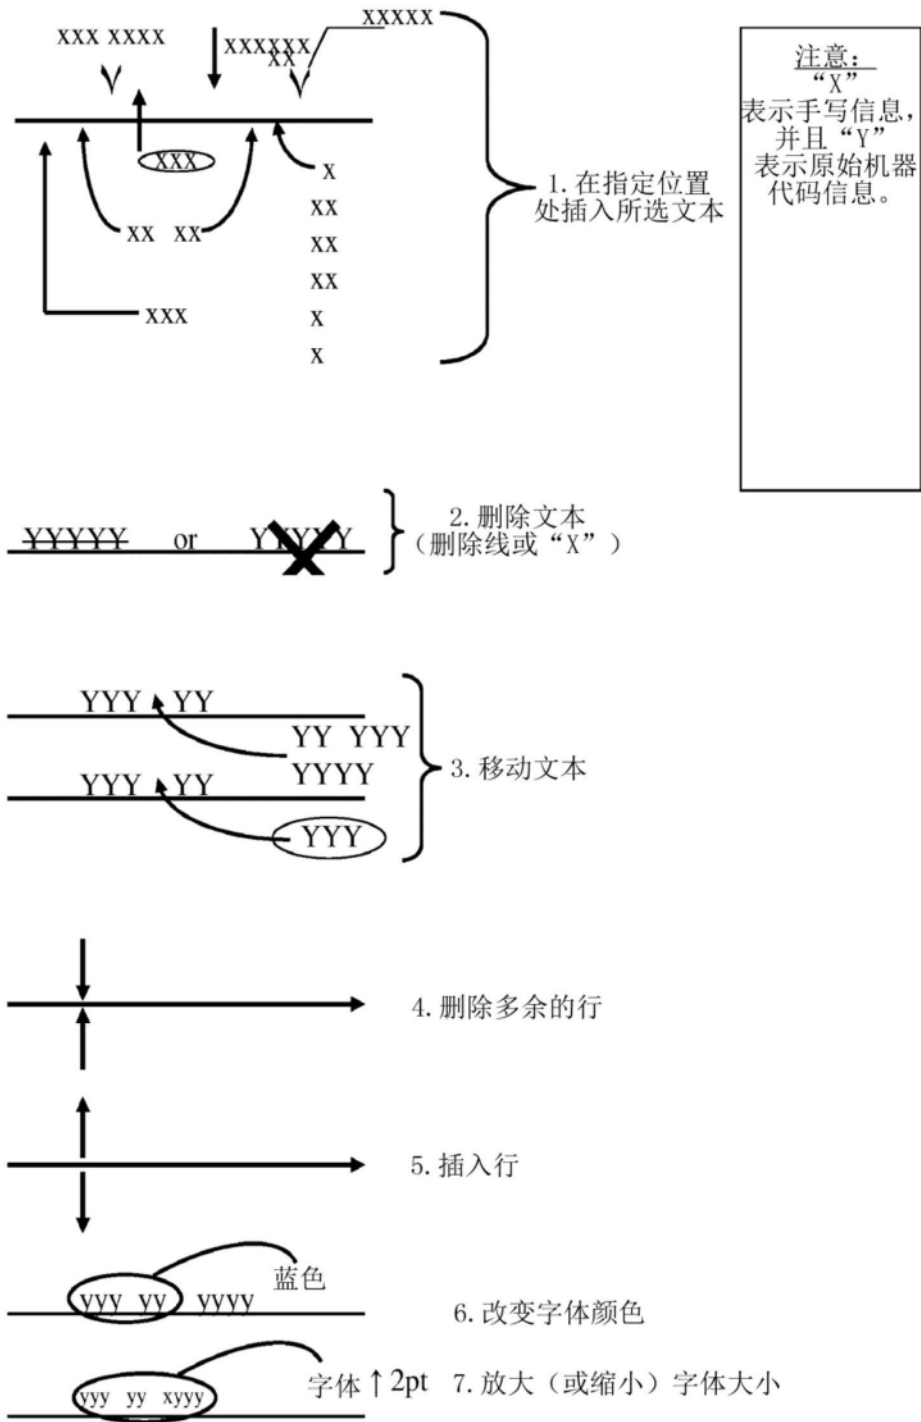 xxxxx
xxx xxxx
xxxxxx
xx
xxx
x
xx
xx xx
xx
xx
xxx
x
x
1.在指定位置
处插入所选文本
注意：
“X”
表示手写信息，
并且“Y”
表示原始机器
代码信息。
YYYYY or YYYYY
2.删除文本
（删除线或“X”）
YYY YY
YY YYY
YYYY
YYY YY
YYY
3.移动文本
4.删除多余的行
5.插入行
蓝色
yyy yy yyyy
6.改变字体颜色
字体↑2pt 7.放大（或缩小）字体大小
yyy yy xyyy